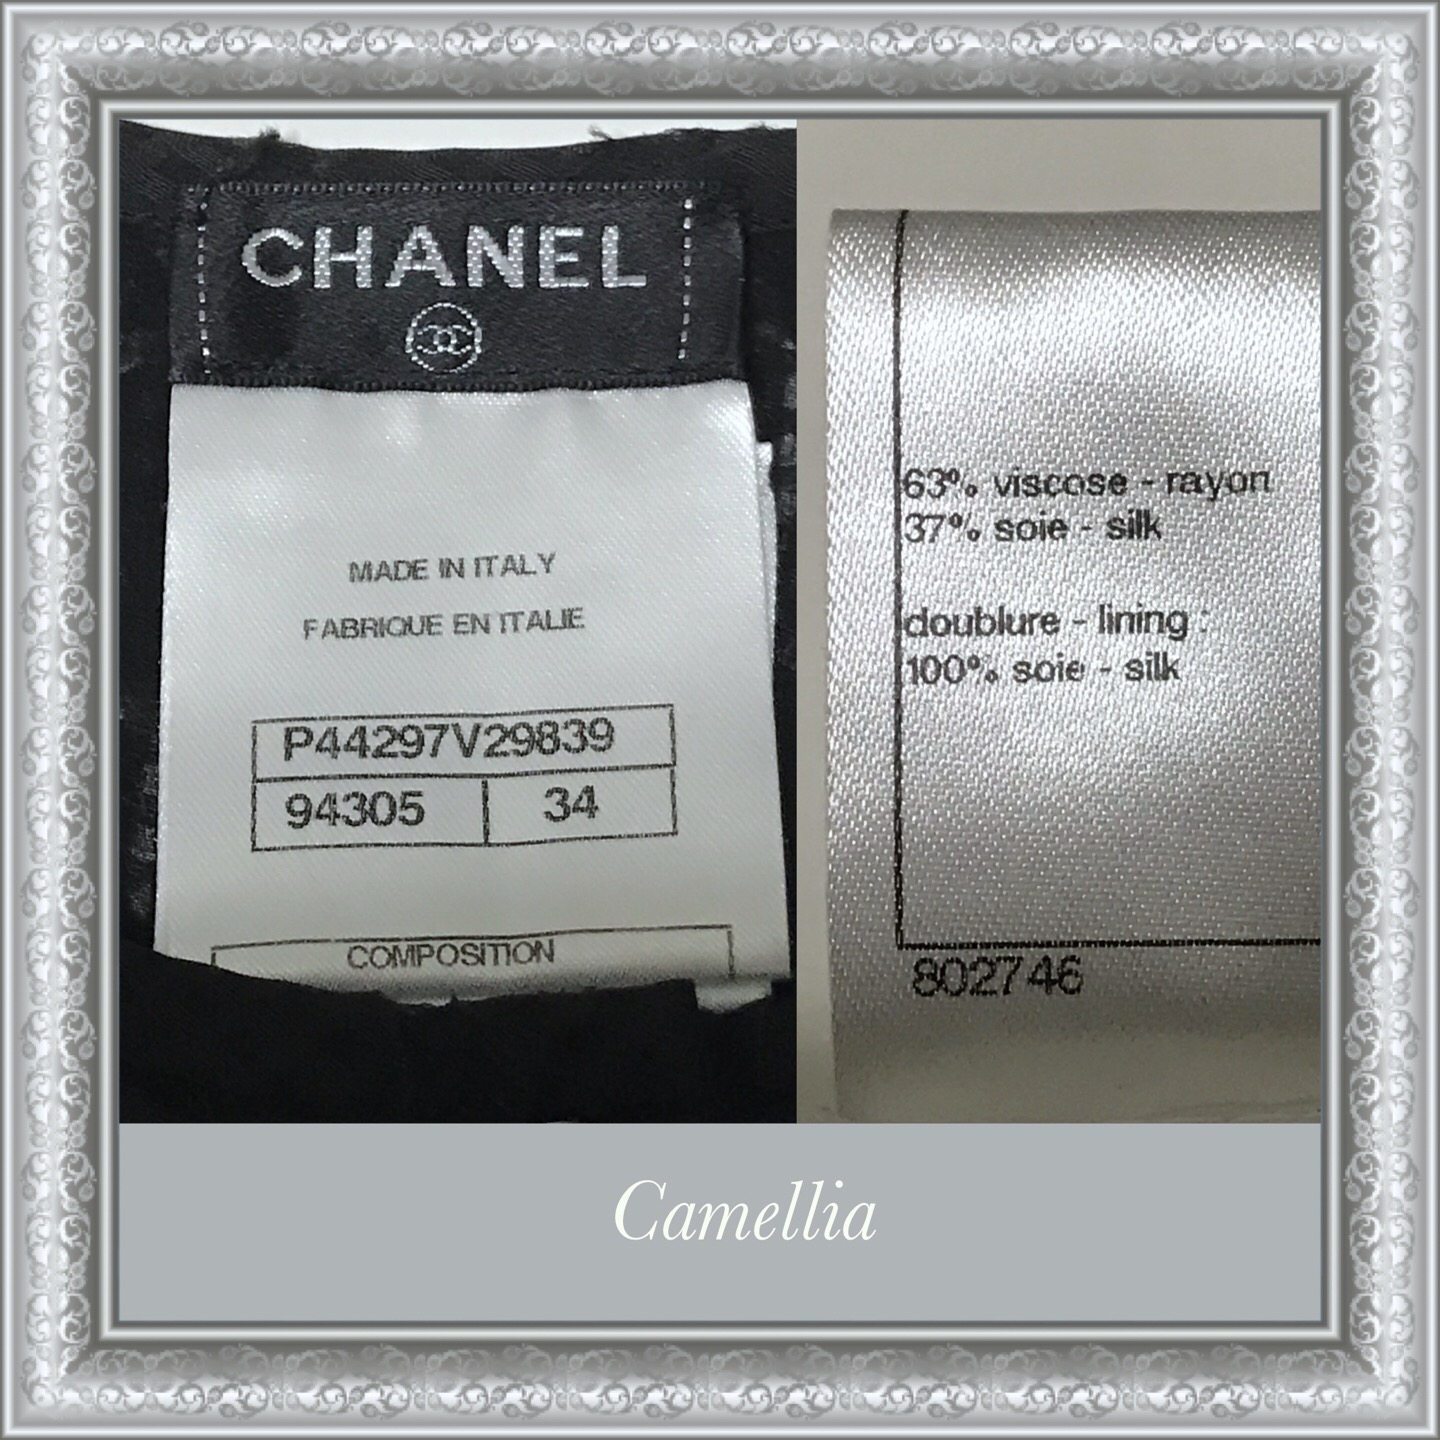 CHANEL
MADE IN ITALY
FABRIQUE EN ITALIE
P44297V29839
94305 34
COMPOSITION
63% viscose - rayon
37% soie - silk
doublure - lining :
100% soie - silk
802746
Camellia